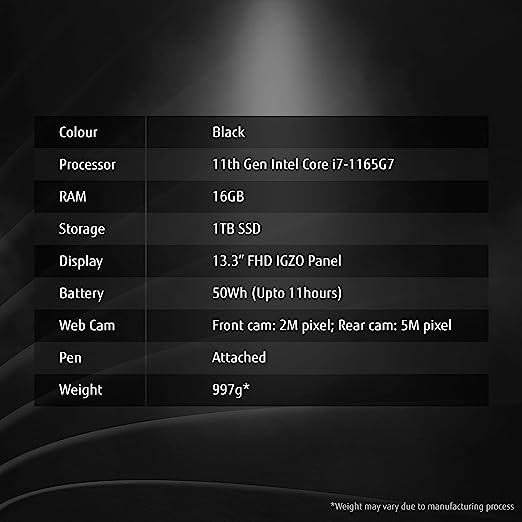 Colour Black
Processor 11th Gen Intel Core i7-1165G7
RAM 16GB
Storage 1TB SSD
Display 13.3" FHD IGZO Panel
Battery 50Wh (Upto 11hours)
Web Cam Front cam: 2M pixel; Rear cam: 5M pixel
Pen Attached
Weight 997g*
*Weight may vary due to manufacturing process